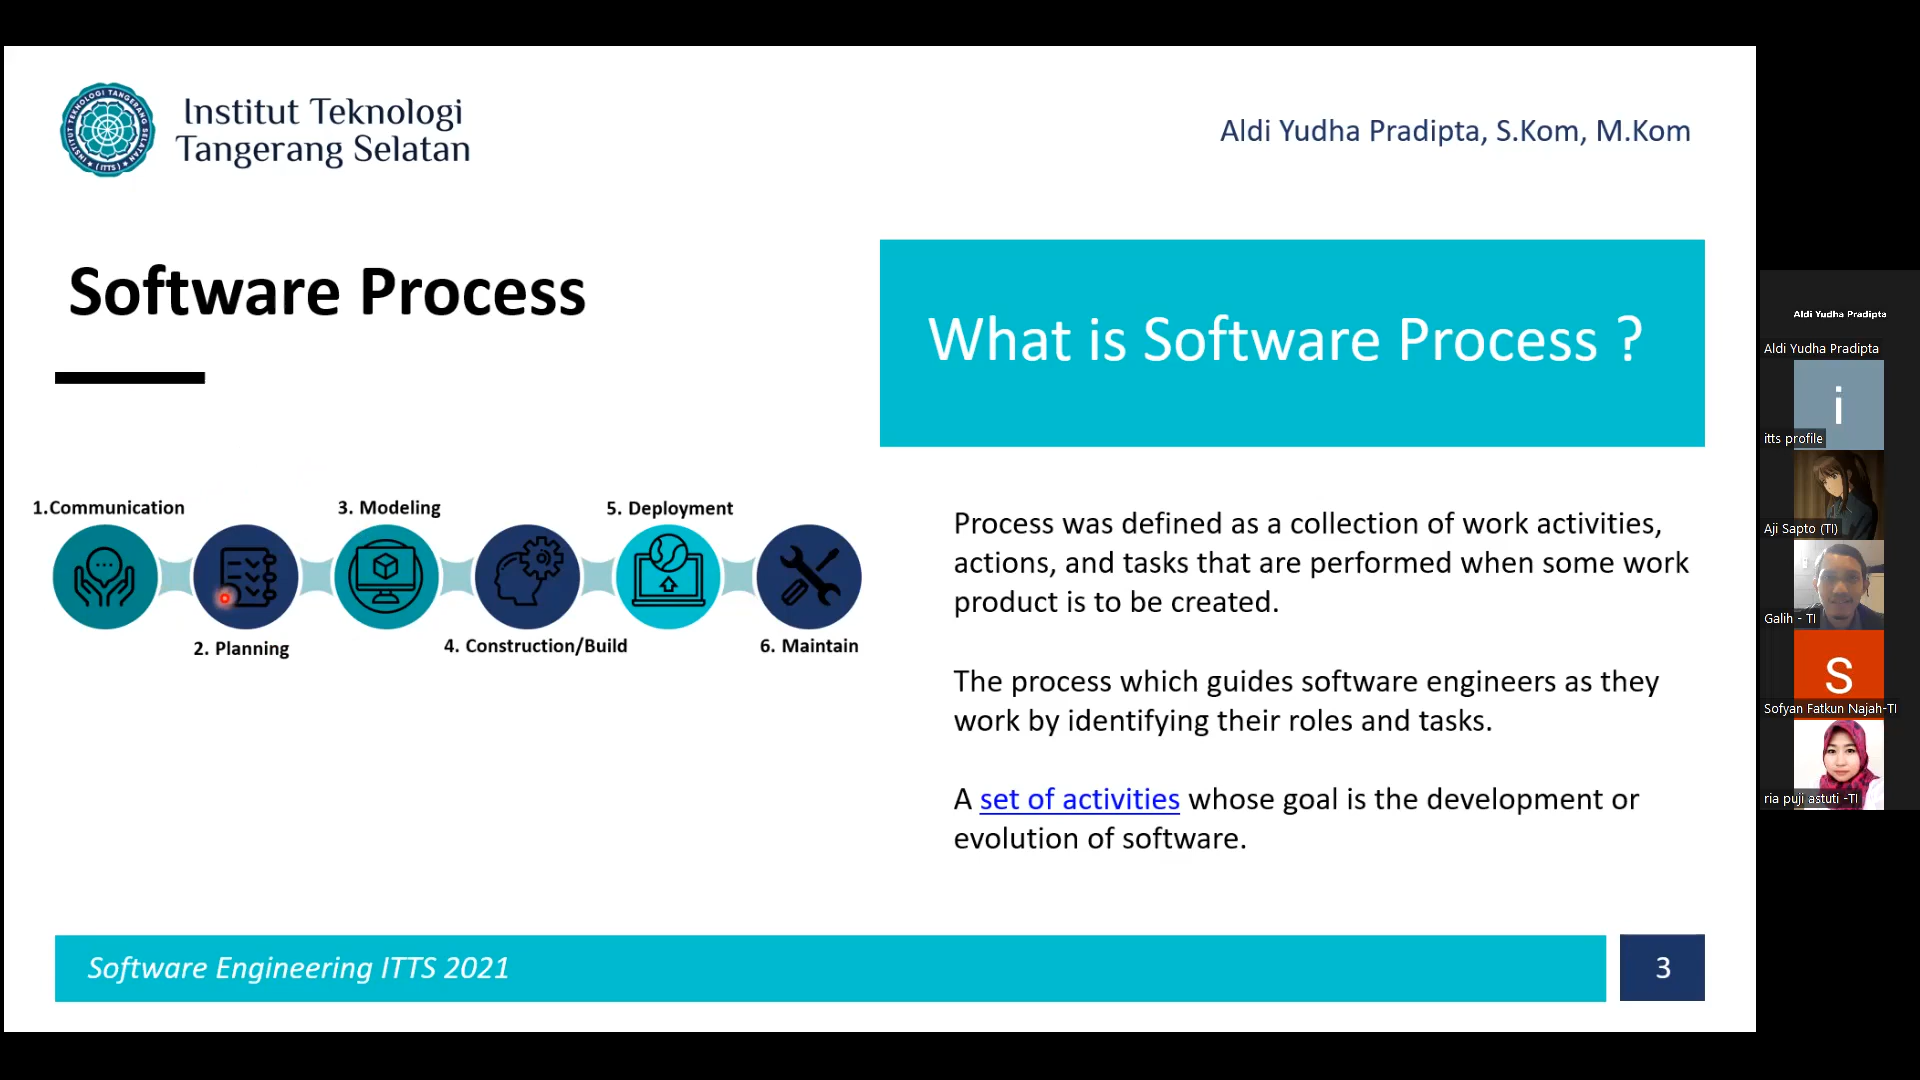 Institut Teknologi
Tangerang Selatan
INSTITUT TEKNOLOGI TANGERANG SELATAN
(ITTS)
Aldi Yudha Pradipta, S.Kom, M.Kom
Software Process
What is Software Process ?
1.Communication
2. Planning
3. Modeling
4. Construction/Build
5. Deployment
6. Maintain
Process was defined as a collection of work activities,
actions, and tasks that are performed when some work
product is to be created.
The process which guides software engineers as they
work by identifying their roles and tasks.
A set of activities whose goal is the development or
evolution of software.
Software Engineering ITTS 2021
3
Aldi Yudha Pradipta
Aldi Yudha Pradipta
i
itts profile
Aji Sapto (TI)
Galih - TI
S
Sofyan Fatkun Najah-TI
ria puji astuti -TI